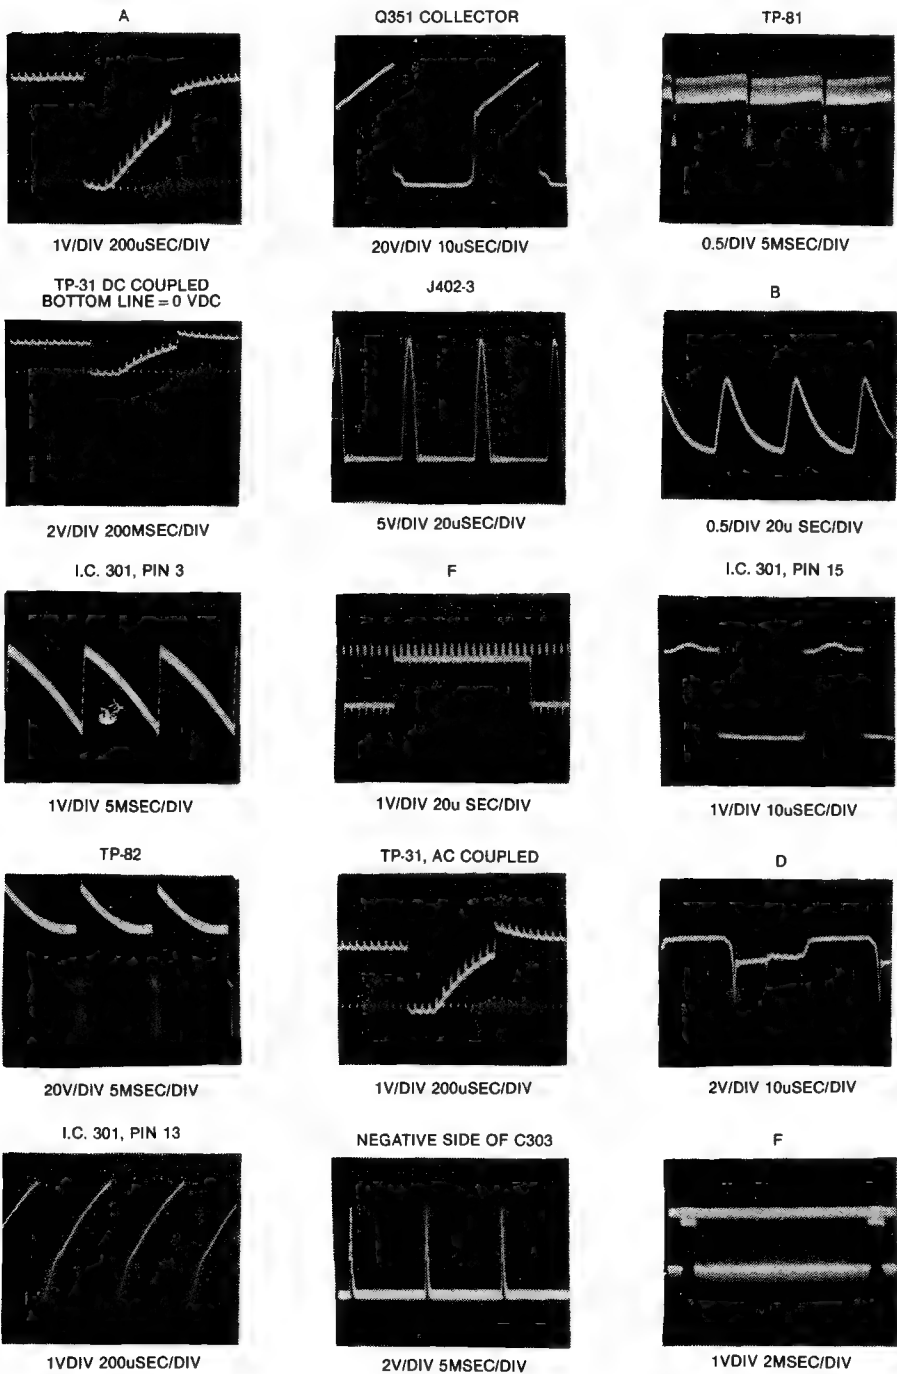 A
Q351 COLLECTOR
TP-81
1V/DIV 200uSEC/DIV
20V/DIV 10uSEC/DIV
0.5/DIV 5MSEC/DIV
TP-31 DC COUPLED
BOTTOM LINE = 0 VDC
J402-3
B
2V/DIV 200MSEC/DIV
5V/DIV 20uSEC/DIV
0.5/DIV 20u SEC/DIV
I.C. 301, PIN 3
F
I.C. 301, PIN 15
1V/DIV 5MSEC/DIV
1V/DIV 20u SEC/DIV
1V/DIV 10uSEC/DIV
TP-82
TP-31, AC COUPLED
D
20V/DIV 5MSEC/DIV
1V/DIV 200uSEC/DIV
2V/DIV 10uSEC/DIV
I.C. 301, PIN 13
NEGATIVE SIDE OF C303
F
1VDIV 200uSEC/DIV
2V/DIV 5MSEC/DIV
1VDIV 2MSEC/DIV